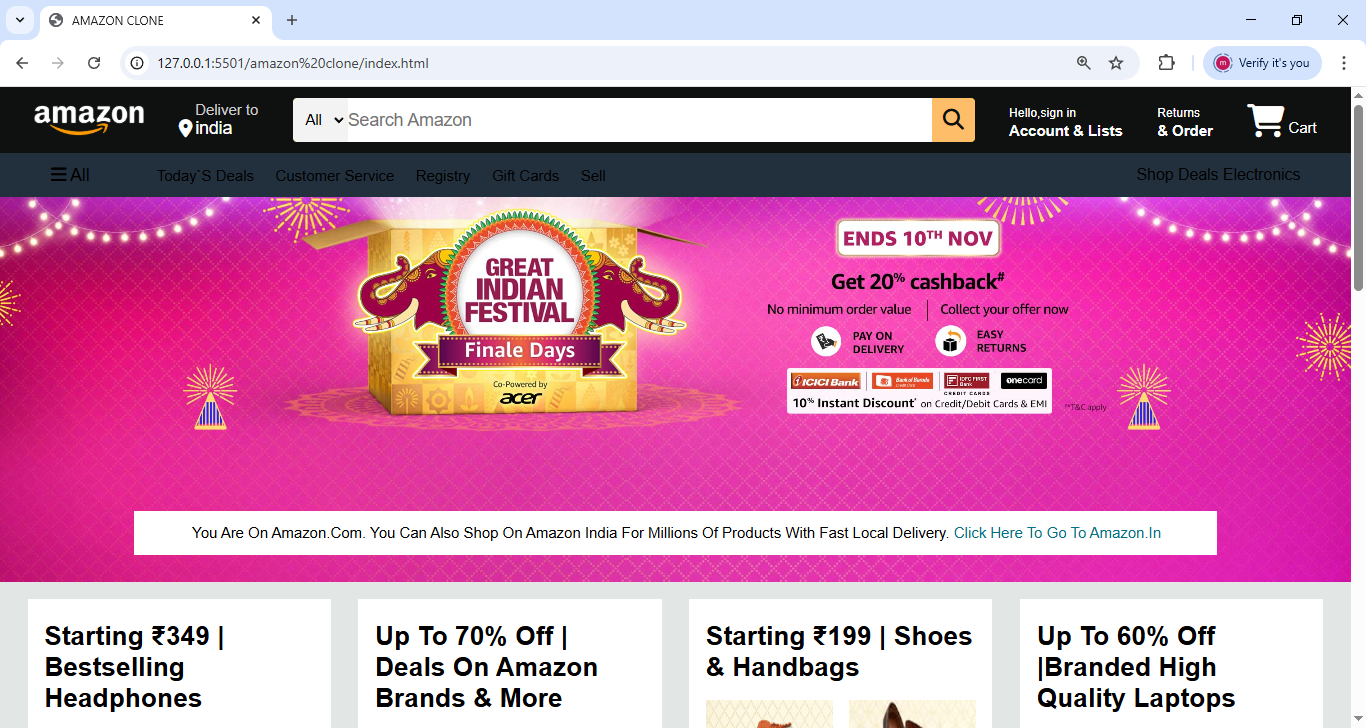 AMAZON CLONE
127.0.0.1:5501/amazon%20clone/index.html
m
Verify it's you
amazon
Deliver to
india
All
Search Amazon
Hello,sign in
Account & Lists
Returns
& Order
Cart
All
Today`S Deals
Customer Service
Registry
Gift Cards
Sell
Shop Deals Electronics
GREAT
INDIAN
FESTIVAL
Finale Days
Co-Powered by
acer
ENDS 10TH NOV
Get 20% cashback#
No minimum order value
Collect your offer now
PAY ON
DELIVERY
EASY
RETURNS
ICICI Bank
Bank of Baroda
IDFC FIRST
Bank
CREDIT CARDS
onecard
10% Instant Discount* on Credit/Debit Cards & EMI
T&C apply
You Are On Amazon.Com. You Can Also Shop On Amazon India For Millions Of Products With Fast Local Delivery. Click Here To Go To Amazon.In
Starting ₹349 |
Bestselling
Headphones
Up To 70% Off |
Deals On Amazon
Brands & More
Starting ₹199 | Shoes
& Handbags
Up To 60% Off
|Branded High
Quality Laptops